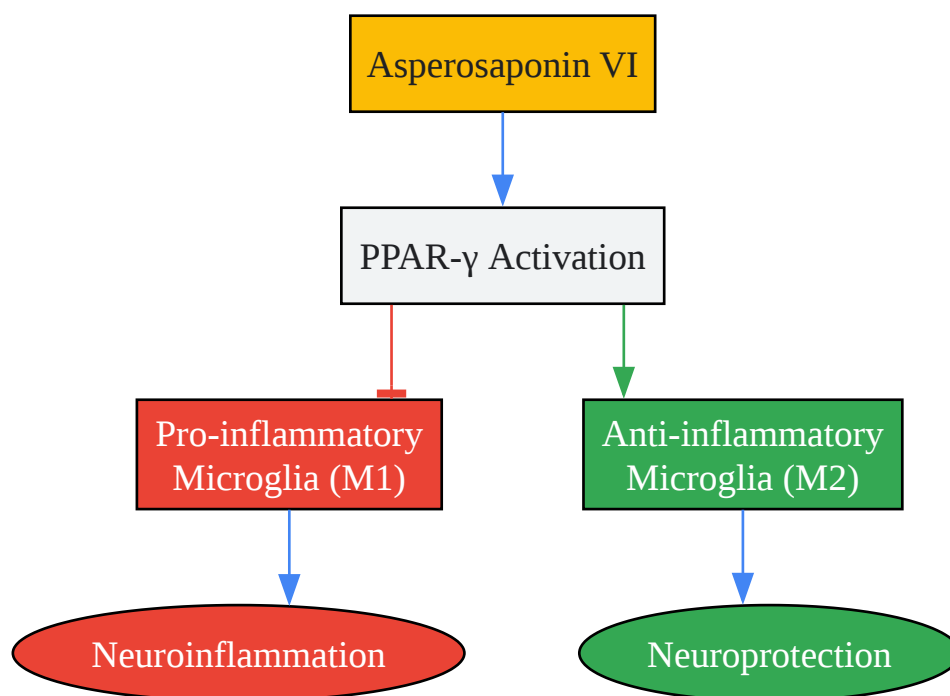 Asperosaponin VI
PPAR-γ Activation
Pro-inflammatory
Microglia (M1)
Anti-inflammatory
Microglia (M2)
Neuroinflammation
Neuroprotection